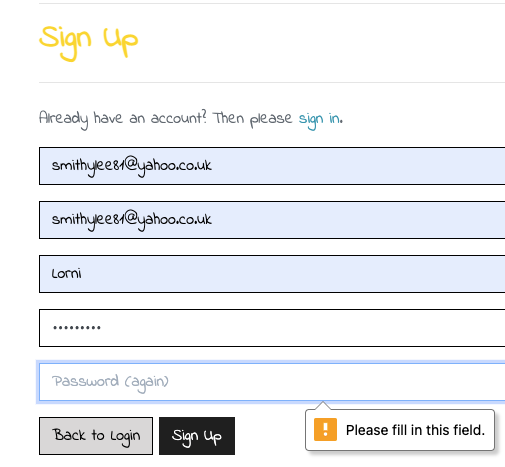 Sign Up
Already have an account? Then please sign in.
smithylee81@yahoo.co.uk
smithylee81@yahoo.co.uk
Lorni
•••••••••
Password (again)
Back to Login Sign Up
! Please fill in this field.